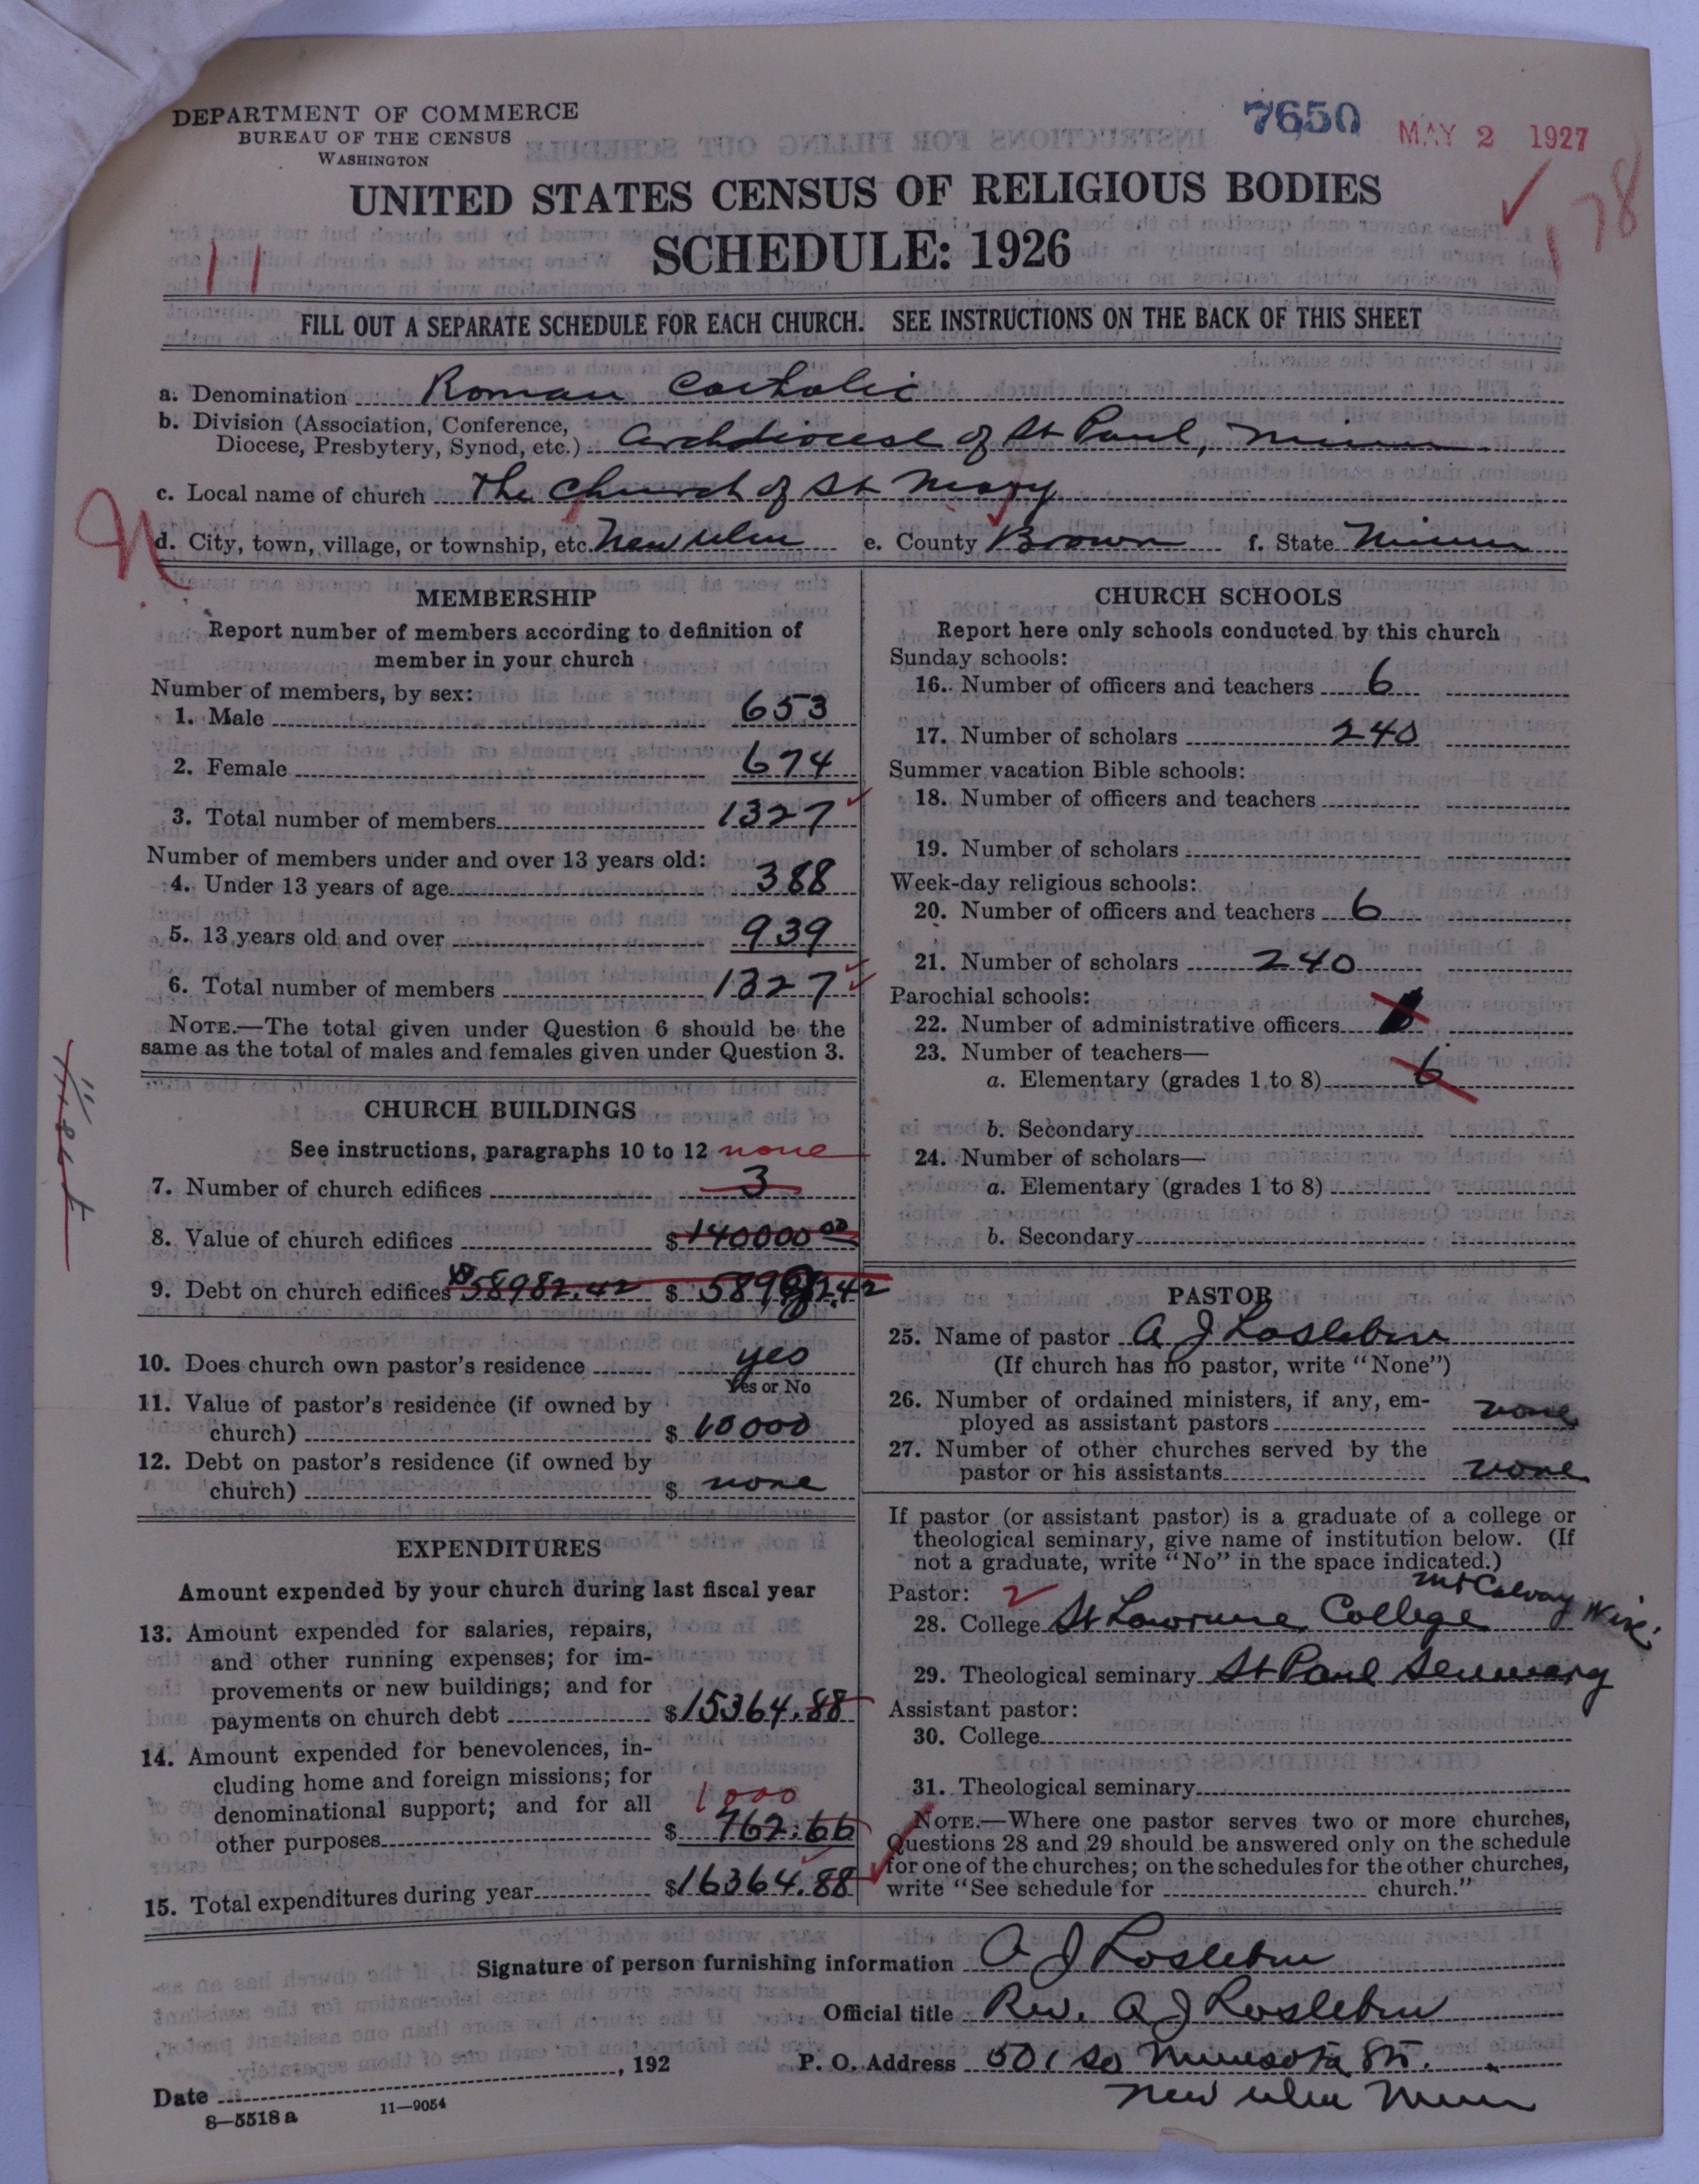 DEPARTMENT OF COMMERCE
BUREAU OF THE CENSUS
WASHINGTON
7650
MAY 2 1927
178
UNITED STATES CENSUS OF RELIGIOUS BODIES
SCHEDULE: 1926
11
FILL OUT A SEPARATE SCHEDULE FOR EACH CHURCH. SEE INSTRUCTIONS ON THE BACK OF THIS SHEET
a. Denomination Roman Catholic
b. Division (Association, Conference, Diocese, Presbytery, Synod, etc.) Archdiocese of St Paul, Minn
c. Local name of church The Church of St Mary
d. City, town, village, or township, etc. New Ulm e. County Brown f. State Minn
MEMBERSHIP
Report number of members according to definition of
member in your church
Number of members, by sex:
1. Male 653
2. Female 674
3. Total number of members 1327
Number of members under and over 13 years old:
4. Under 13 years of age 388
5. 13 years old and over 939
6. Total number of members 1327
NOTE.—The total given under Question 6 should be the
same as the total of males and females given under Question 3.
CHURCH BUILDINGS
See instructions, paragraphs 10 to 12 none
7. Number of church edifices 3
8. Value of church edifices $140000.00
9. Debt on church edifices $58982.42 $ 58982.42
10. Does church own pastor's residence yes
Yes or No
11. Value of pastor's residence (if owned by
church) $ 10000
12. Debt on pastor's residence (if owned by
church) $ none
EXPENDITURES
Amount expended by your church during last fiscal year
13. Amount expended for salaries, repairs,
and other running expenses; for im-
provements or new buildings; and for
payments on church debt $15364.88
14. Amount expended for benevolences, in-
cluding home and foreign missions; for
denominational support; and for all 1000
other purposes $ 762.66
15. Total expenditures during year $16364.88
CHURCH SCHOOLS
Report here only schools conducted by this church
Sunday schools:
16. Number of officers and teachers 6
17. Number of scholars 240
Summer vacation Bible schools:
18. Number of officers and teachers
19. Number of scholars
Week-day religious schools:
20. Number of officers and teachers 6
21. Number of scholars 240
Parochial schools:
22. Number of administrative officers
23. Number of teachers—
a. Elementary (grades 1 to 8) 6
b. Secondary
24. Number of scholars—
a. Elementary (grades 1 to 8)
b. Secondary
PASTOR
25. Name of pastor A J Losleben
(If church has no pastor, write "None")
26. Number of ordained ministers, if any, em-
ployed as assistant pastors none
27. Number of other churches served by the
pastor or his assistants none
If pastor (or assistant pastor) is a graduate of a college or
theological seminary, give name of institution below. (If
not a graduate, write "No" in the space indicated.)
Pastor: 2
28. College St Lawrence College Mt Calvary Wis.
29. Theological seminary St Paul Seminary
Assistant pastor:
30. College
31. Theological seminary
NOTE.—Where one pastor serves two or more churches,
Questions 28 and 29 should be answered only on the schedule
for one of the churches; on the schedules for the other churches,
write "See schedule for church."
Signature of person furnishing information A J Losleben
Official title Rev. A J Losleben
P. O. Address 501 So Minnesota St.
New Ulm Minn
Date , 192
8—5518 a 11—9054